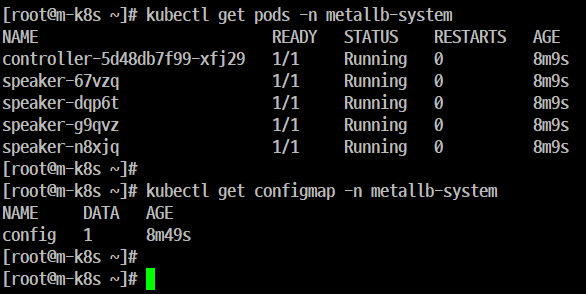 [root@m-k8s ~]# kubectl get pods -n metallb-system
NAME READY STATUS RESTARTS AGE
controller-5d48db7f99-xfj29 1/1 Running 0 8m9s
speaker-67vzq 1/1 Running 0 8m9s
speaker-dqp6t 1/1 Running 0 8m9s
speaker-g9qvz 1/1 Running 0 8m9s
speaker-n8xjq 1/1 Running 0 8m9s
[root@m-k8s ~]#
[root@m-k8s ~]# kubectl get configmap -n metallb-system
NAME DATA AGE
config 1 8m49s
[root@m-k8s ~]#
[root@m-k8s ~]#